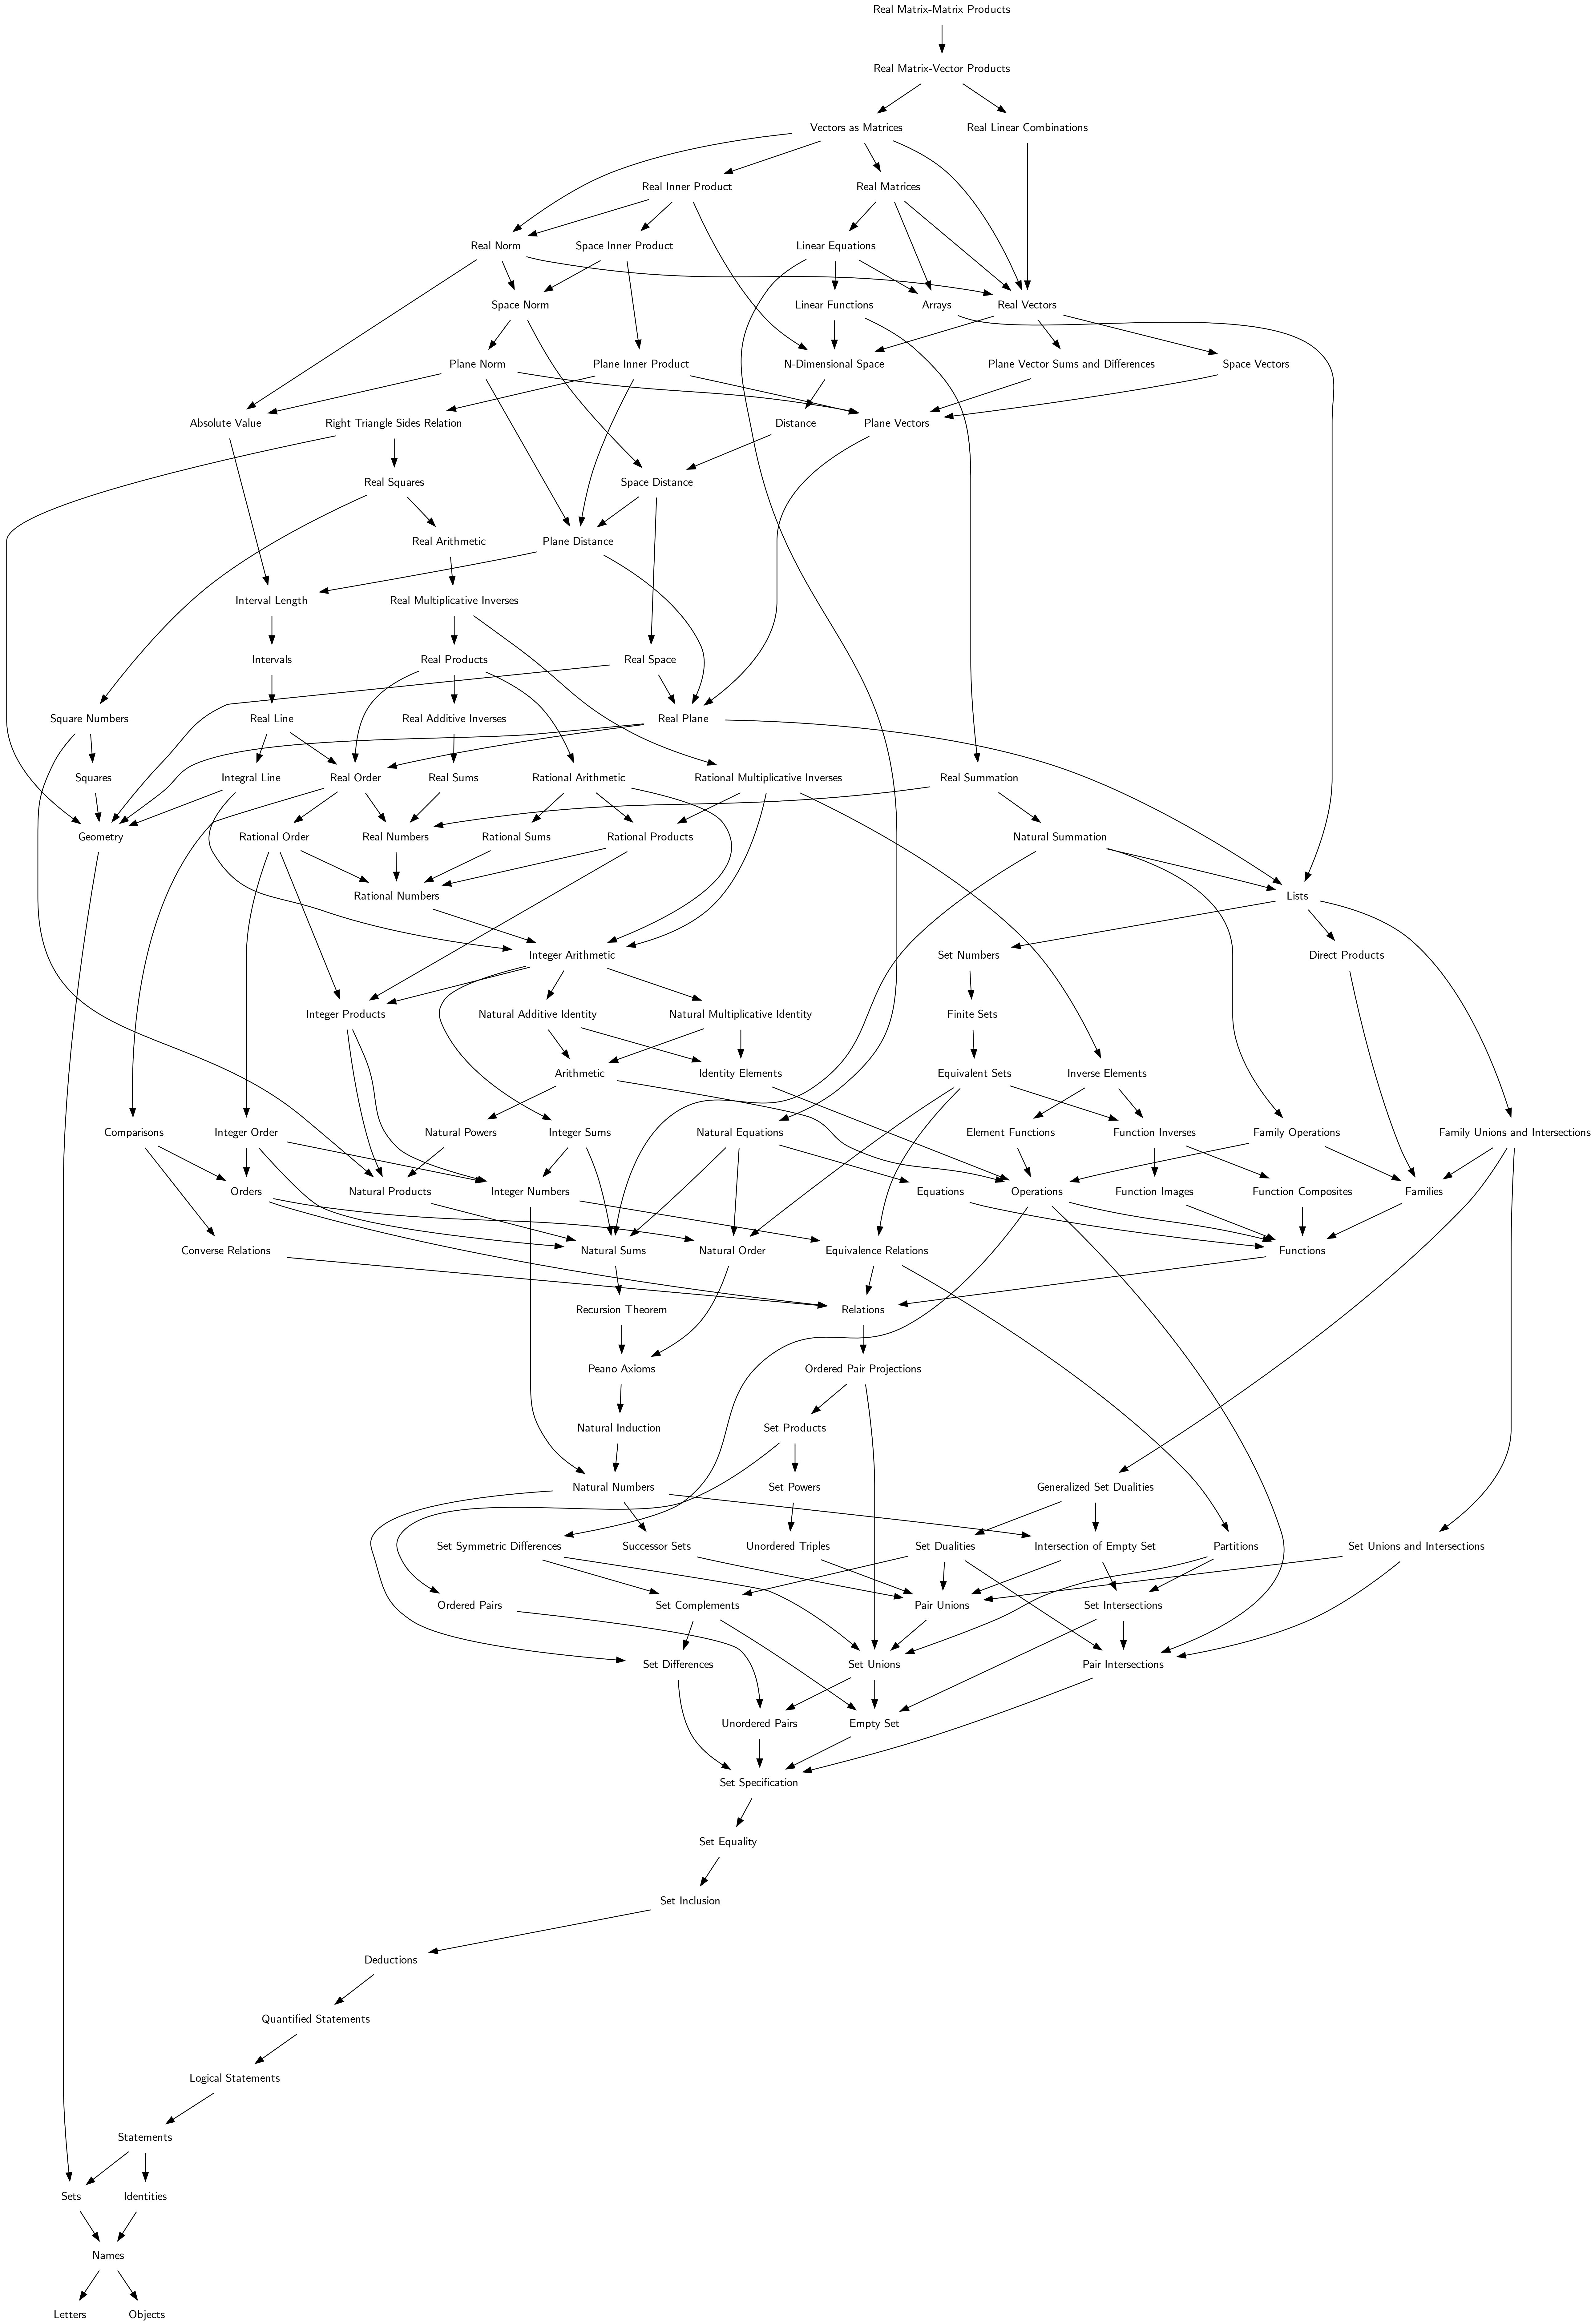 Real Matrix-Matrix Products
Real Matrix-Vector Products
Vectors as Matrices
Real Linear Combinations
Real Inner Product
Real Matrices
Real Norm
Space Inner Product
Linear Equations
Space Norm
Linear Functions
Arrays
Real Vectors
Plane Norm
Plane Inner Product
N-Dimensional Space
Plane Vector Sums and Differences
Space Vectors
Absolute Value
Right Triangle Sides Relation
Distance
Plane Vectors
Real Squares
Space Distance
Real Arithmetic
Plane Distance
Interval Length
Real Multiplicative Inverses
Intervals
Real Products
Real Space
Square Numbers
Real Line
Real Additive Inverses
Real Plane
Squares
Integral Line
Real Order
Real Sums
Rational Arithmetic
Rational Multiplicative Inverses
Real Summation
Geometry
Rational Order
Real Numbers
Rational Sums
Rational Products
Natural Summation
Rational Numbers
Lists
Integer Arithmetic
Set Numbers
Direct Products
Integer Products
Natural Additive Identity
Natural Multiplicative Identity
Finite Sets
Arithmetic
Identity Elements
Equivalent Sets
Inverse Elements
Comparisons
Integer Order
Natural Powers
Integer Sums
Natural Equations
Element Functions
Function Inverses
Family Operations
Family Unions and Intersections
Orders
Natural Products
Integer Numbers
Equations
Operations
Function Images
Function Composites
Families
Converse Relations
Natural Sums
Natural Order
Equivalence Relations
Functions
Recursion Theorem
Relations
Peano Axioms
Ordered Pair Projections
Natural Induction
Set Products
Natural Numbers
Set Powers
Generalized Set Dualities
Set Symmetric Differences
Successor Sets
Unordered Triples
Set Dualities
Intersection of Empty Set
Partitions
Set Unions and Intersections
Ordered Pairs
Set Complements
Pair Unions
Set Intersections
Set Differences
Set Unions
Pair Intersections
Unordered Pairs
Empty Set
Set Specification
Set Equality
Set Inclusion
Deductions
Quantified Statements
Logical Statements
Statements
Sets
Identities
Names
Letters
Objects